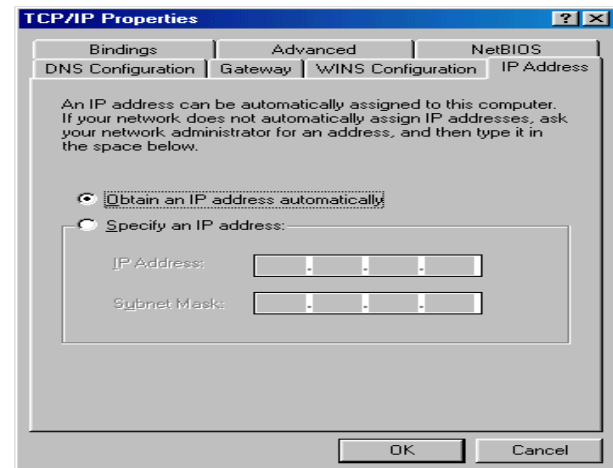 TCP/IP Properties
? X
Bindings Advanced NetBIOS
DNS Configuration Gateway WINS Configuration IP Address
An IP address can be automatically assigned to this computer.
If your network does not automatically assign IP addresses, ask
your network administrator for an address, and then type it in
the space below.
Obtain an IP address automatically
Specify an IP address:
IP Address:
. . .
Subnet Mask:
. . .
OK Cancel